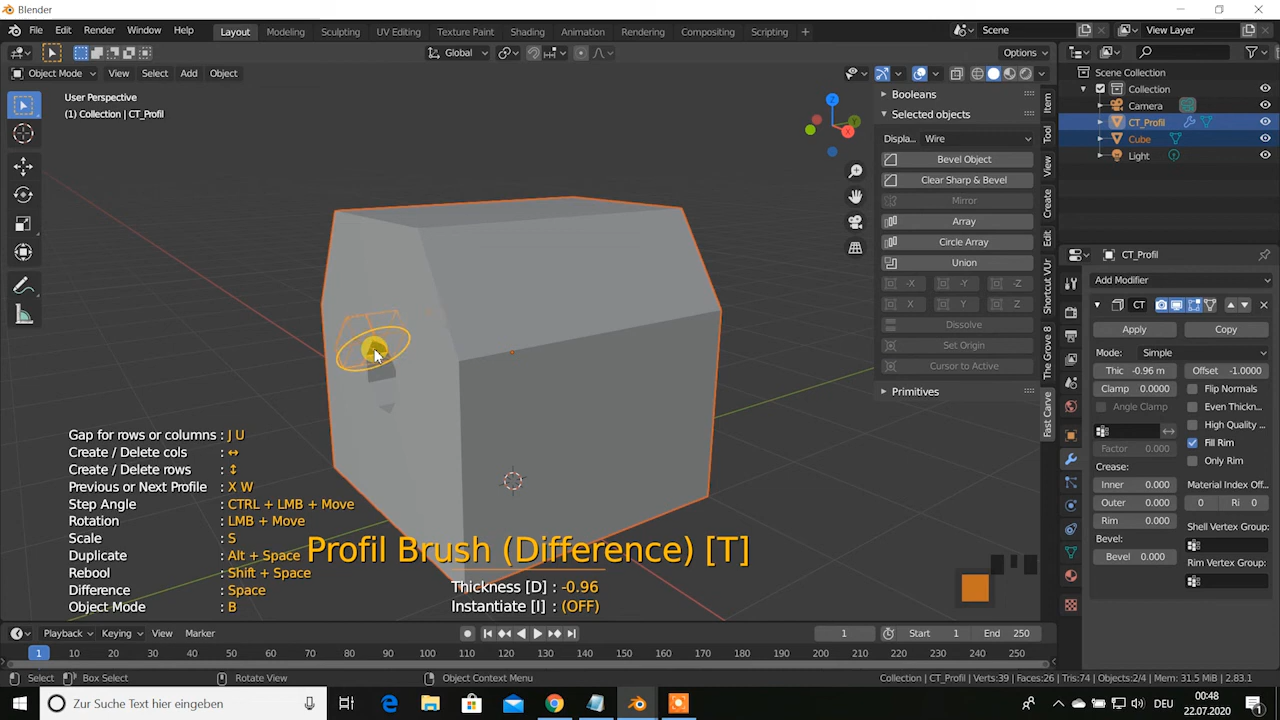 Blender
File Edit Render Window Help Layout Modeling Sculpting UV Editing Texture Paint Shading Animation Rendering Compositing Scripting + Scene View Layer
Global Options
Object Mode View Select Add Object
User Perspective
(1) Collection | CT_Profil
Z
Booleans
Selected objects
Displa... Wire
Bevel Object
Clear Sharp & Bevel
Mirror
Array
Circle Array
Union
-X -Y -Z
X Y Z
Dissolve
Set Origin
Cursor to Active
Primitives
Item
Tool
View
Create
Edit
Shortcut VUr
The Grove 8
Fast Carve
Scene Collection
Collection
Camera
CT_Profil
Cube
Light
CT_Profil
Add Modifier
CT
Apply Copy
Mode: Simple
Thic -0.96 m Offset -1.0000
Clamp 0.0000 Flip Normals
Angle Clamp Even Thickn...
High Quality ...
Factor 0.000 Fill Rim
Crease: Only Rim
Inner 0.000 Material Index Off...
Outer 0.000 0 Ri 0
Rim 0.000 Shell Vertex Group:
Bevel:
Bevel 0.000 Rim Vertex Group:
Gap for rows or columns : J U
Create / Delete cols : ↔
Create / Delete rows : ↕
Previous or Next Profile : X W
Step Angle : CTRL + LMB + Move
Rotation : LMB + Move
Scale : S
Duplicate : Alt + Space
Rebool : Shift + Space
Difference : Space
Object Mode : B
Profil Brush (Difference) [T]
Thickness [D] : -0.96
Instantiate [I] : (OFF)
Playback Keying View Marker 1 Start 1 End 250
1 10 20 30 40 50 60 70 80 90 100 110 120 130 140 150 160 170 180 190 200 210 220 230 240 250
Select Box Select Rotate View Object Context Menu Collection | CT_Profil | Verts:39 | Faces:26 | Tris:74 | Objects:2/4 | Mem: 31.5 MiB | 2.83.1
Zur Suche Text hier eingeben DEU 00:48
22.07.2020